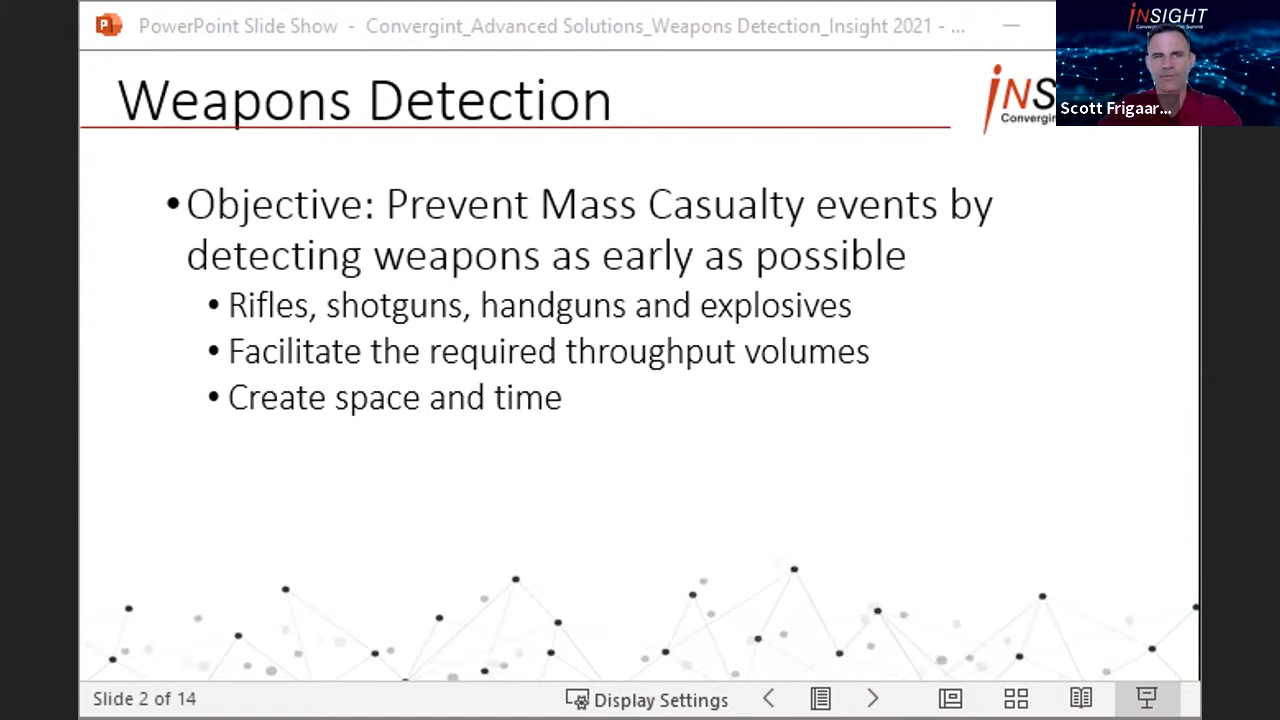 PowerPoint Slide Show - Convergint_Advanced Solutions_Weapons Detection_Insight 2021 - ...
iNSIGHT
Scott Frigaar...
Weapons Detection
iNS
Convergin
•Objective: Prevent Mass Casualty events by
detecting weapons as early as possible
• Rifles, shotguns, handguns and explosives
• Facilitate the required throughput volumes
• Create space and time
Slide 2 of 14
Display Settings